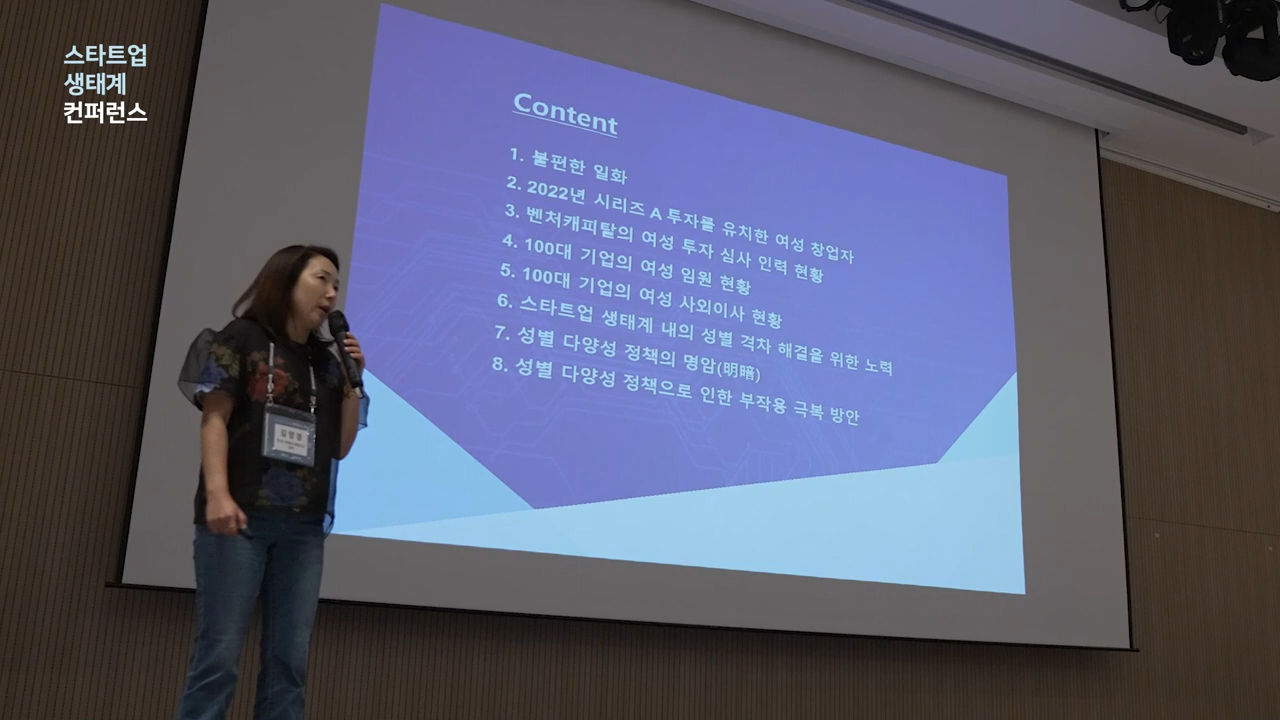 스타트업
생태계
컨퍼런스
Content
1. 불편한 일화
2. 2022년 시리즈 A 투자를 유치한 여성 창업자
3. 벤처캐피탈의 여성 투자 심사 인력 현황
4. 100대 기업의 여성 임원 현황
5. 100대 기업의 여성 사외이사 현황
6. 스타트업 생태계 내의 성별 격차 해결을 위한 노력
7. 성별 다양성 정책의 명암(明暗)
8. 성별 다양성 정책으로 인한 부작용 극복 방안